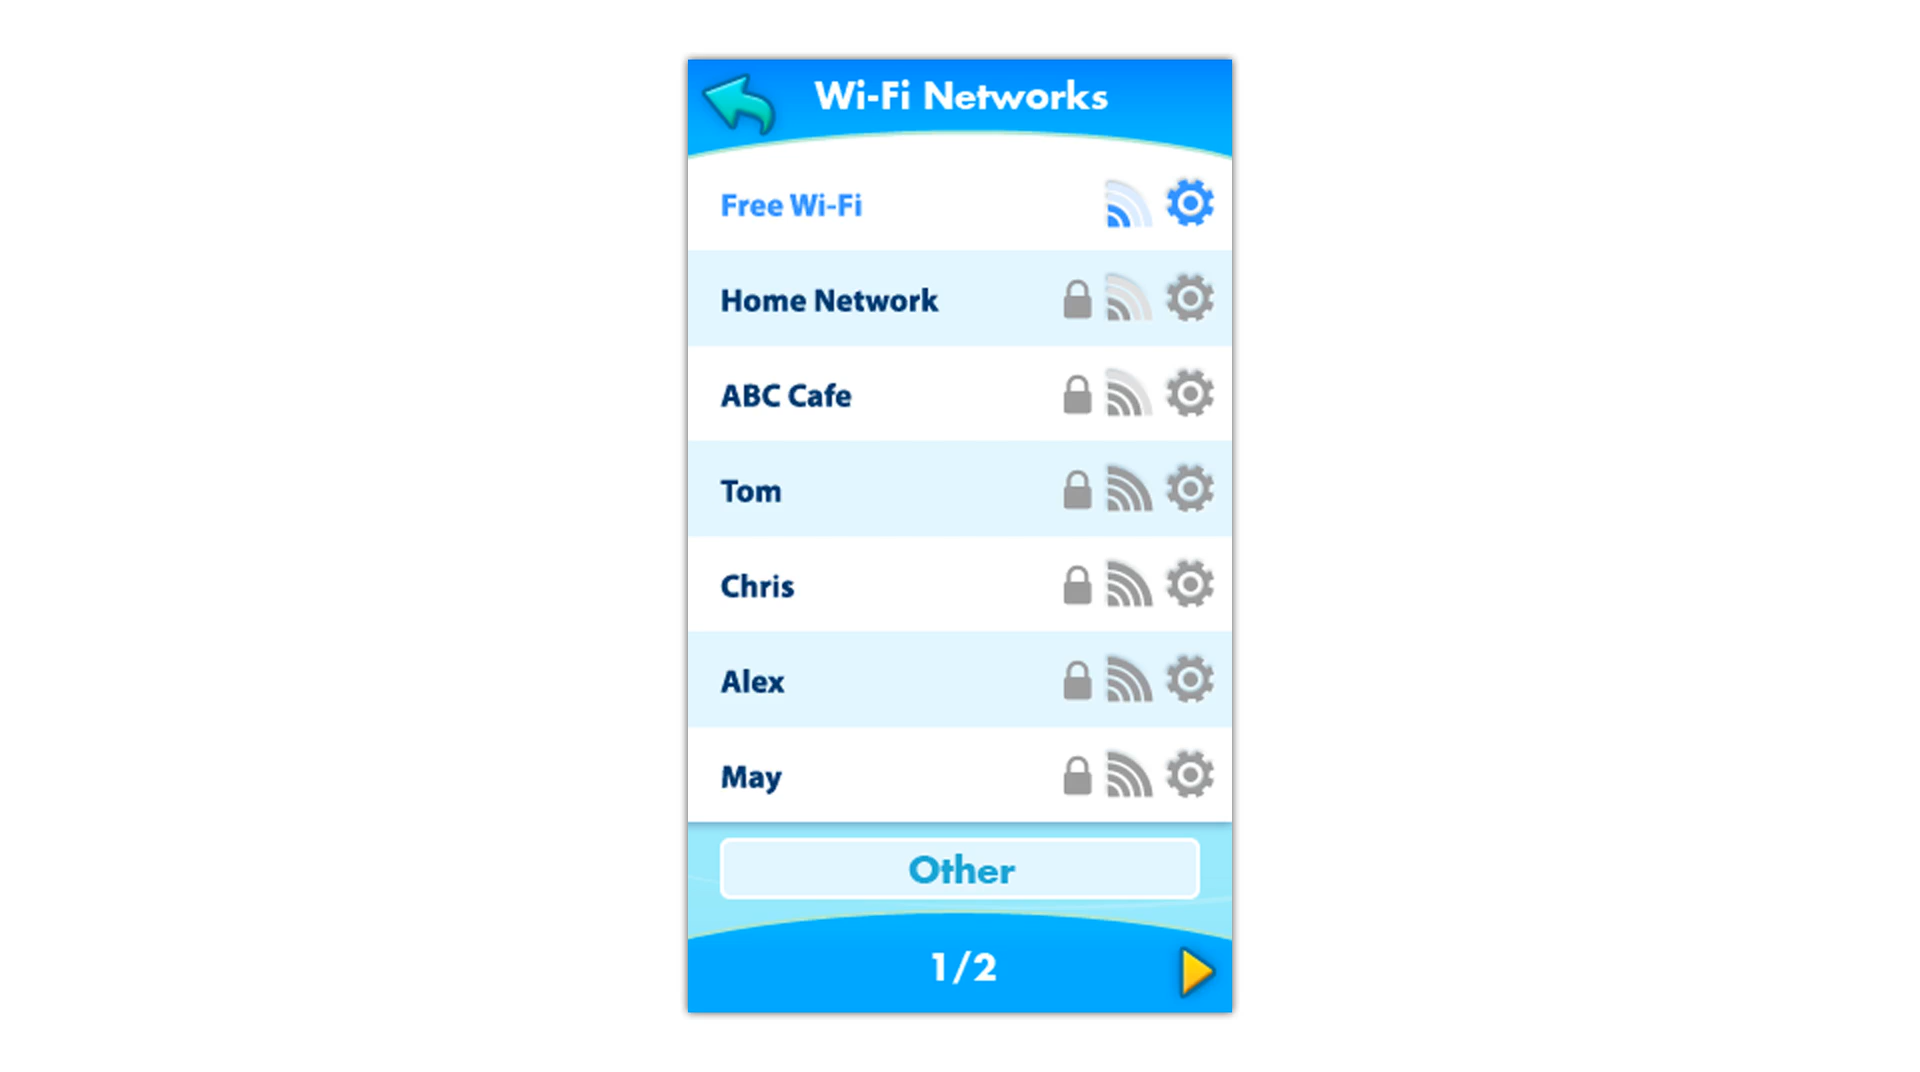 Wi-Fi Networks
Free Wi-Fi
Home Network
ABC Cafe
Tom
Chris
Alex
May
Other
1/2